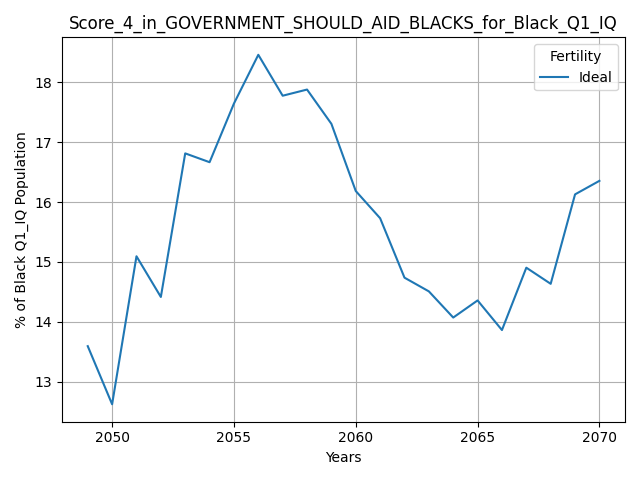 Score_4_in_GOVERNMENT_SHOULD_AID_BLACKS_for_Black_Q1_IQ
Fertility
Ideal
% of Black Q1_IQ Population
18
17
16
15
14
13
2050
2055
2060
2065
2070
Years